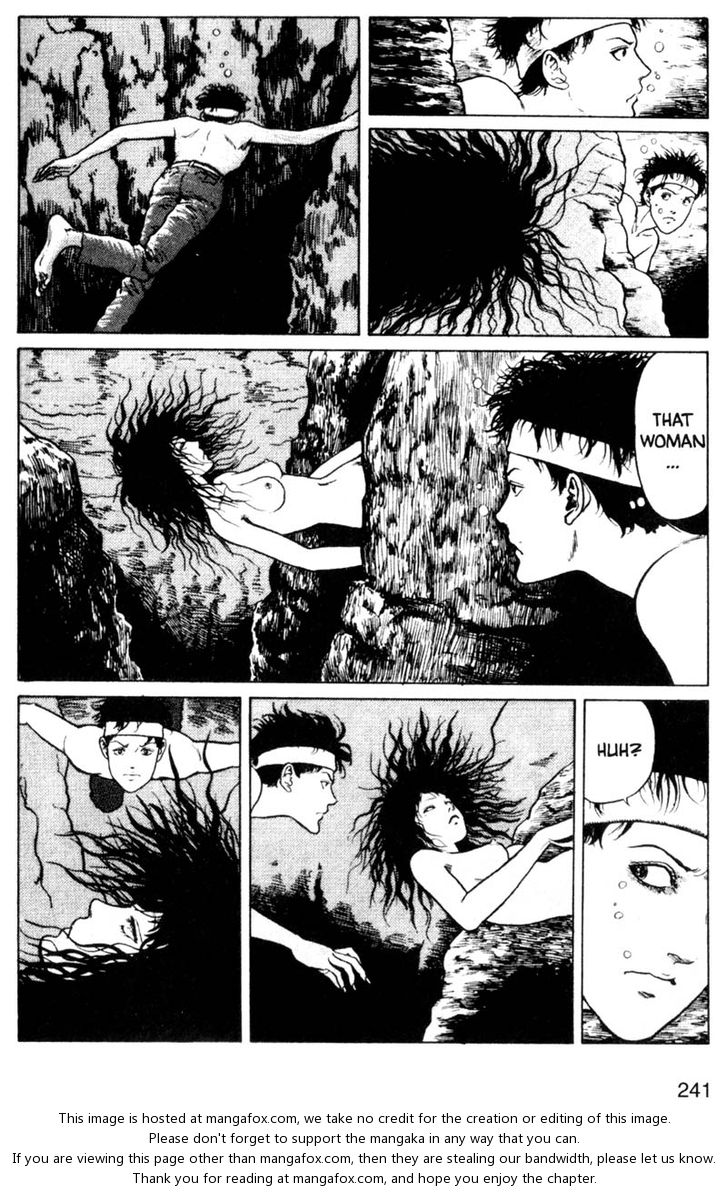 THAT
WOMAN
...
HUH?
241
This image is hosted at mangafox.com, we take no credit for the creation or editing of this image.
Please don't forget to support the mangaka in any way that you can.
If you are viewing this page other than mangafox.com, then they are stealing our bandwidth, please let us know.
Thank you for reading at mangafox.com, and hope you enjoy the chapter.